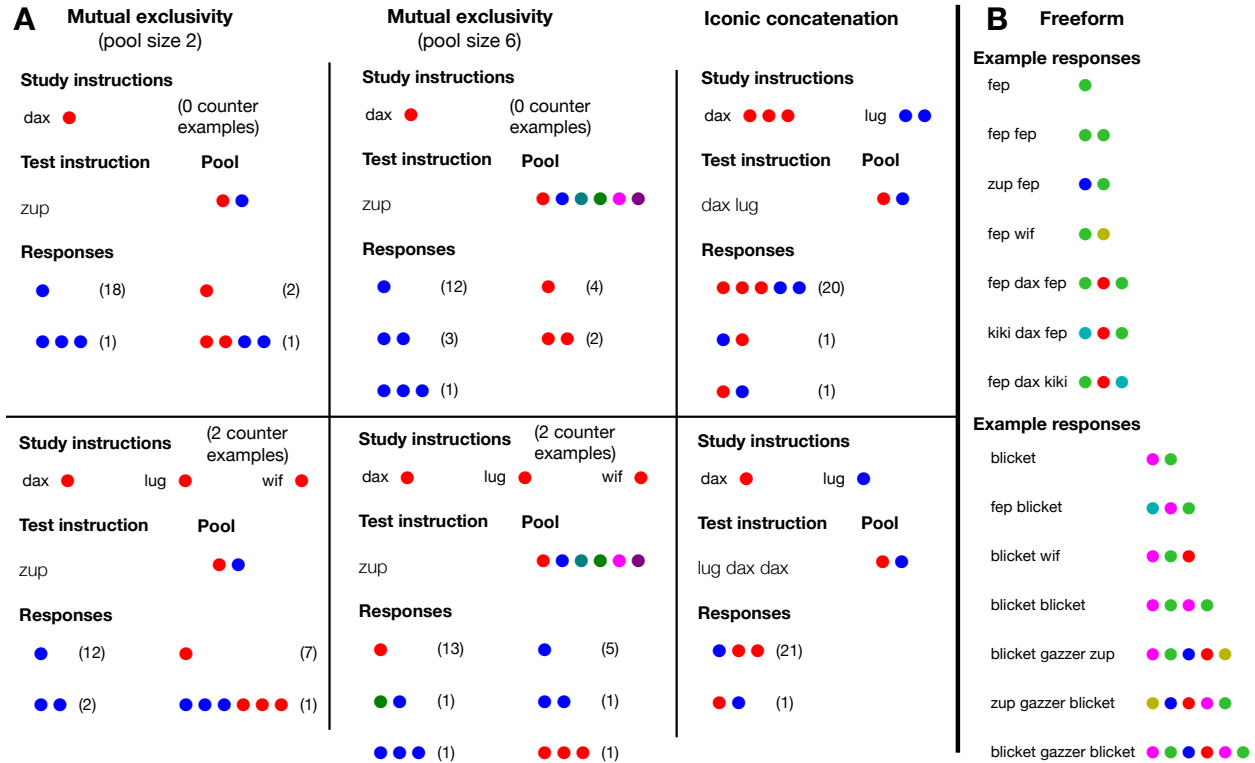 A
Mutual exclusivity
(pool size 2)
Study instructions
dax
(0 counter
examples)
Test instruction
Pool
zup
Responses
(18)
(2)
(1)
(1)
Mutual exclusivity
(pool size 6)
Study instructions
dax
(0 counter
examples)
Test instruction
Pool
zup
Responses
(12)
(4)
(3)
(2)
(1)
Iconic concatenation
Study instructions
dax
lug
Test instruction
Pool
dax lug
Responses
(20)
(1)
(1)
Study instructions
(2 counter
examples)
dax
lug
wif
Test instruction
Pool
zup
Responses
(12)
(7)
(2)
(1)
Study instructions
(2 counter
examples)
dax
lug
wif
Test instruction
Pool
zup
Responses
(13)
(5)
(1)
(1)
(1)
(1)
Study instructions
dax
lug
Test instruction
Pool
lug dax dax
Responses
(21)
(1)
B
Freeform
Example responses
fep
fep fep
zup fep
fep wif
fep dax fep
kiki dax fep
fep dax kiki
Example responses
blicket
fep blicket
blicket wif
blicket blicket
blicket gazzer zup
zup gazzer blicket
blicket gazzer blicket